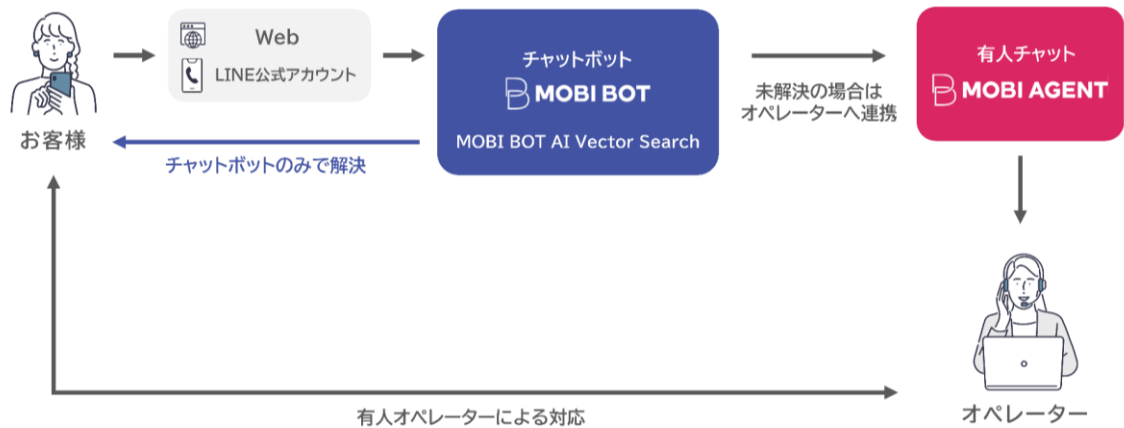 お客様
Web
LINE公式アカウント
チャットボット
MOBI BOT
MOBI BOT AI Vector Search
チャットボットのみで解決
未解決の場合は
オペレーターへ連携
有人チャット
MOBI AGENT
オペレーター
有人オペレーターによる対応